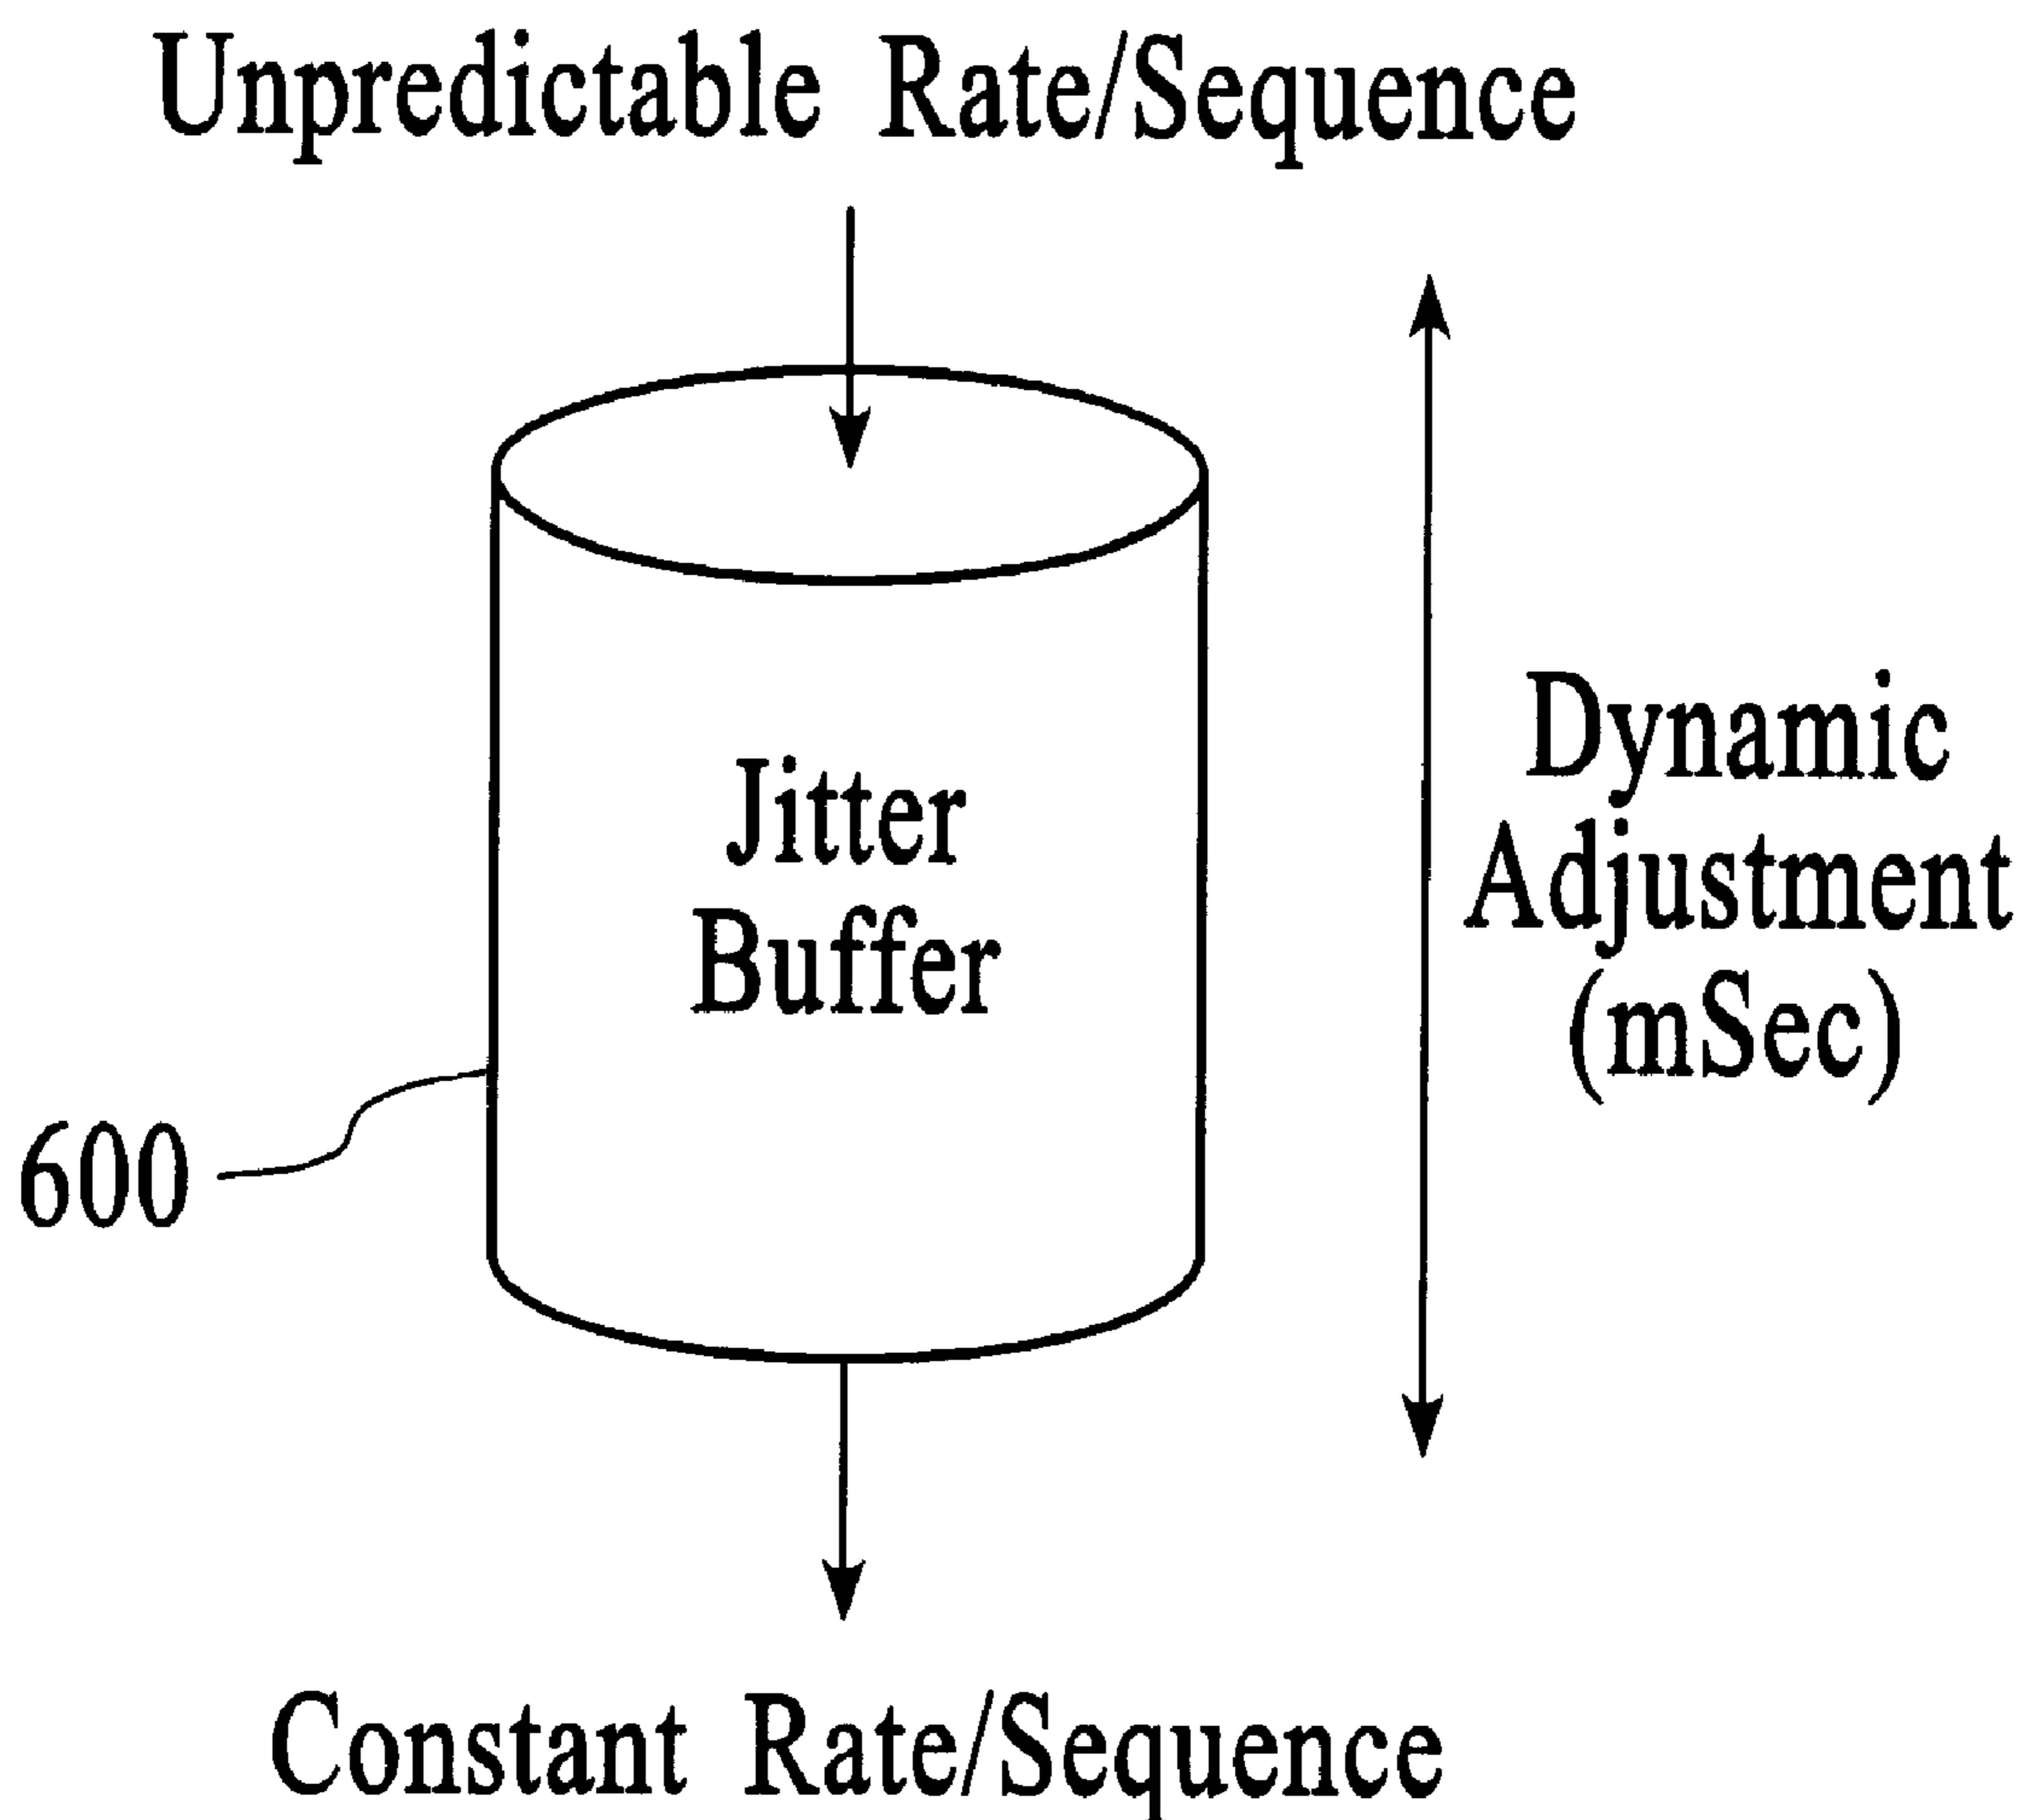 Unpredictable Rate/Sequence
Jitter
Buffer
Dynamic
Adjustment
(mSec)
600
Constant Rate/Sequence